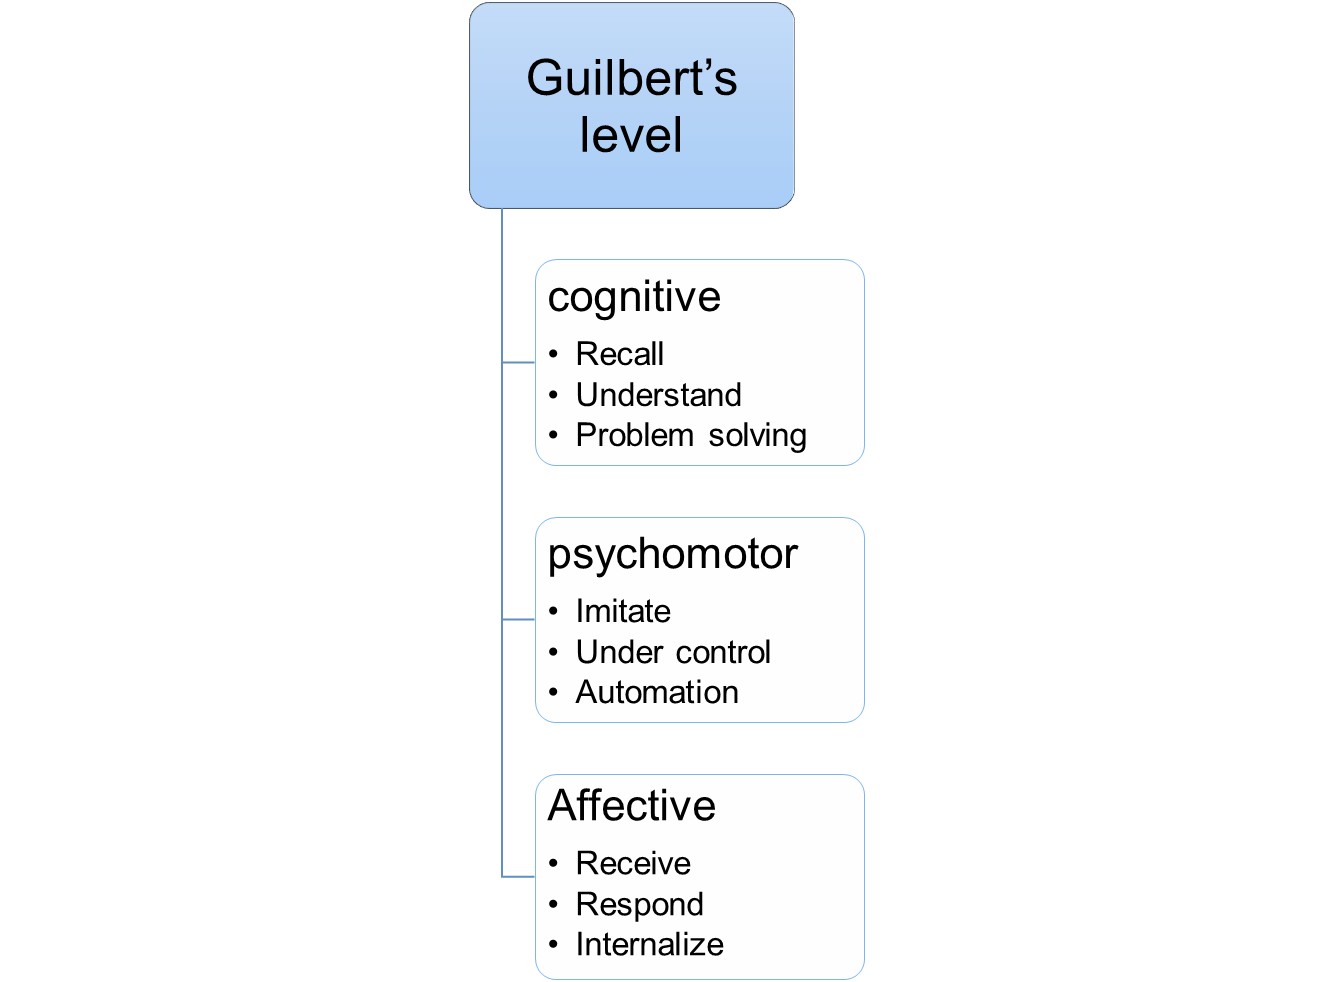 Guilbert’s
level
cognitive
• Recall
• Understand
• Problem solving
psychomotor
• Imitate
• Under control
• Automation
Affective
• Receive
• Respond
• Internalize